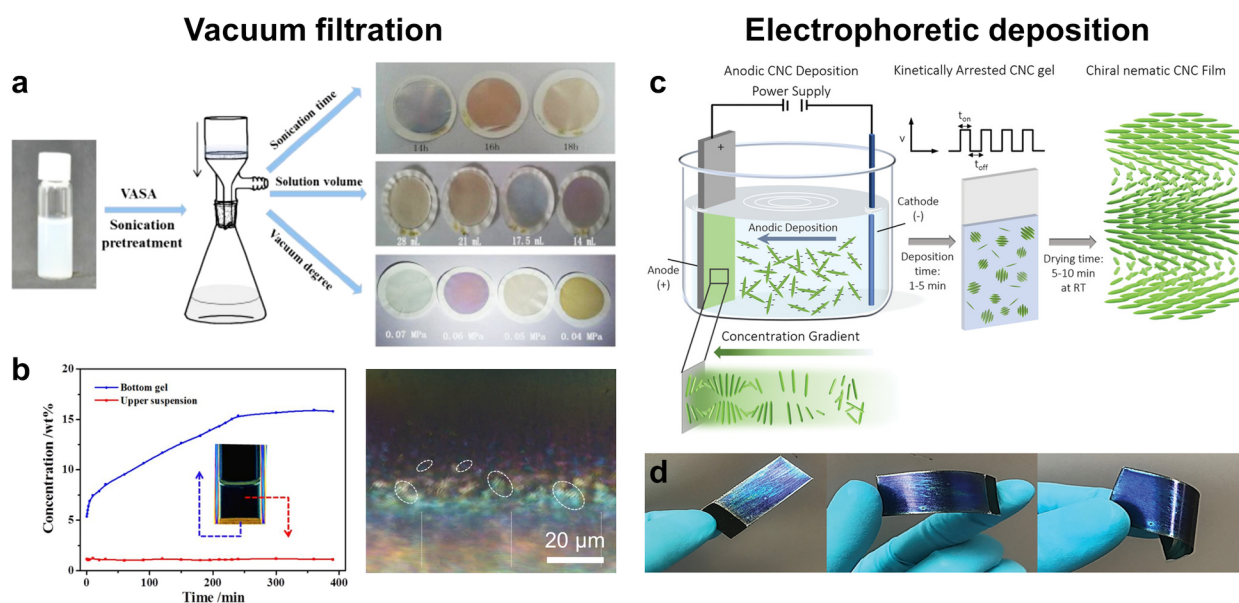 Vacuum filtration
Electrophoretic deposition
a
VASA
Sonication
pretreatment
Sonication time
Solution volume
Vacuum degree
14h 16h 18h
28 mL 21 mL 17.5 mL 14 mL
0.07 MPa 0.06 MPa 0.05 MPa 0.04 MPa
b
Concentration /wt%
20
15
10
5
0
Bottom gel
Upper suspension
0 100 200 300 400
Time /min
20 μm
c
Anodic CNC Deposition
Power Supply
+
Anodic Deposition
Anode
(+)
Cathode
(-)
Concentration Gradient
Deposition
time:
1-5 min
Kinetically Arrested CNC gel
v
ton
toff
Drying time:
5-10 min
at RT
Chiral nematic CNC Film
d